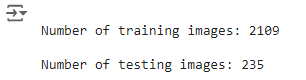 Number of training images: 2109
Number of testing images: 235